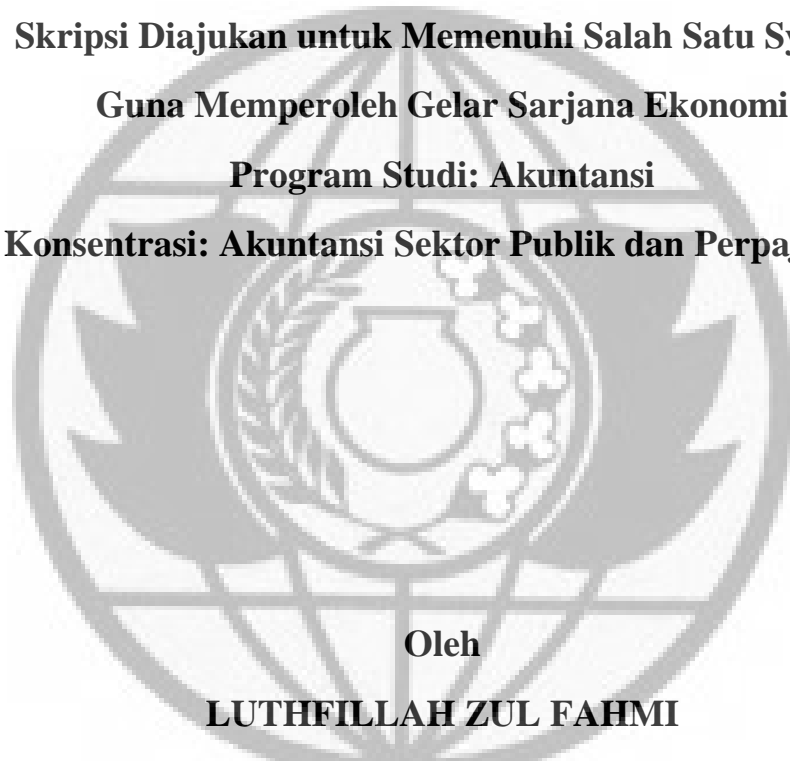 Skripsi Diajukan untuk Memenuhi Salah Satu
Guna Memperoleh Gelar Sarjana Ekonomi
Program Studi: Akuntansi
Konsentrasi: Akuntansi Sektor Publik dan
Oleh
LUTHFILLAH ZUL FAHMI